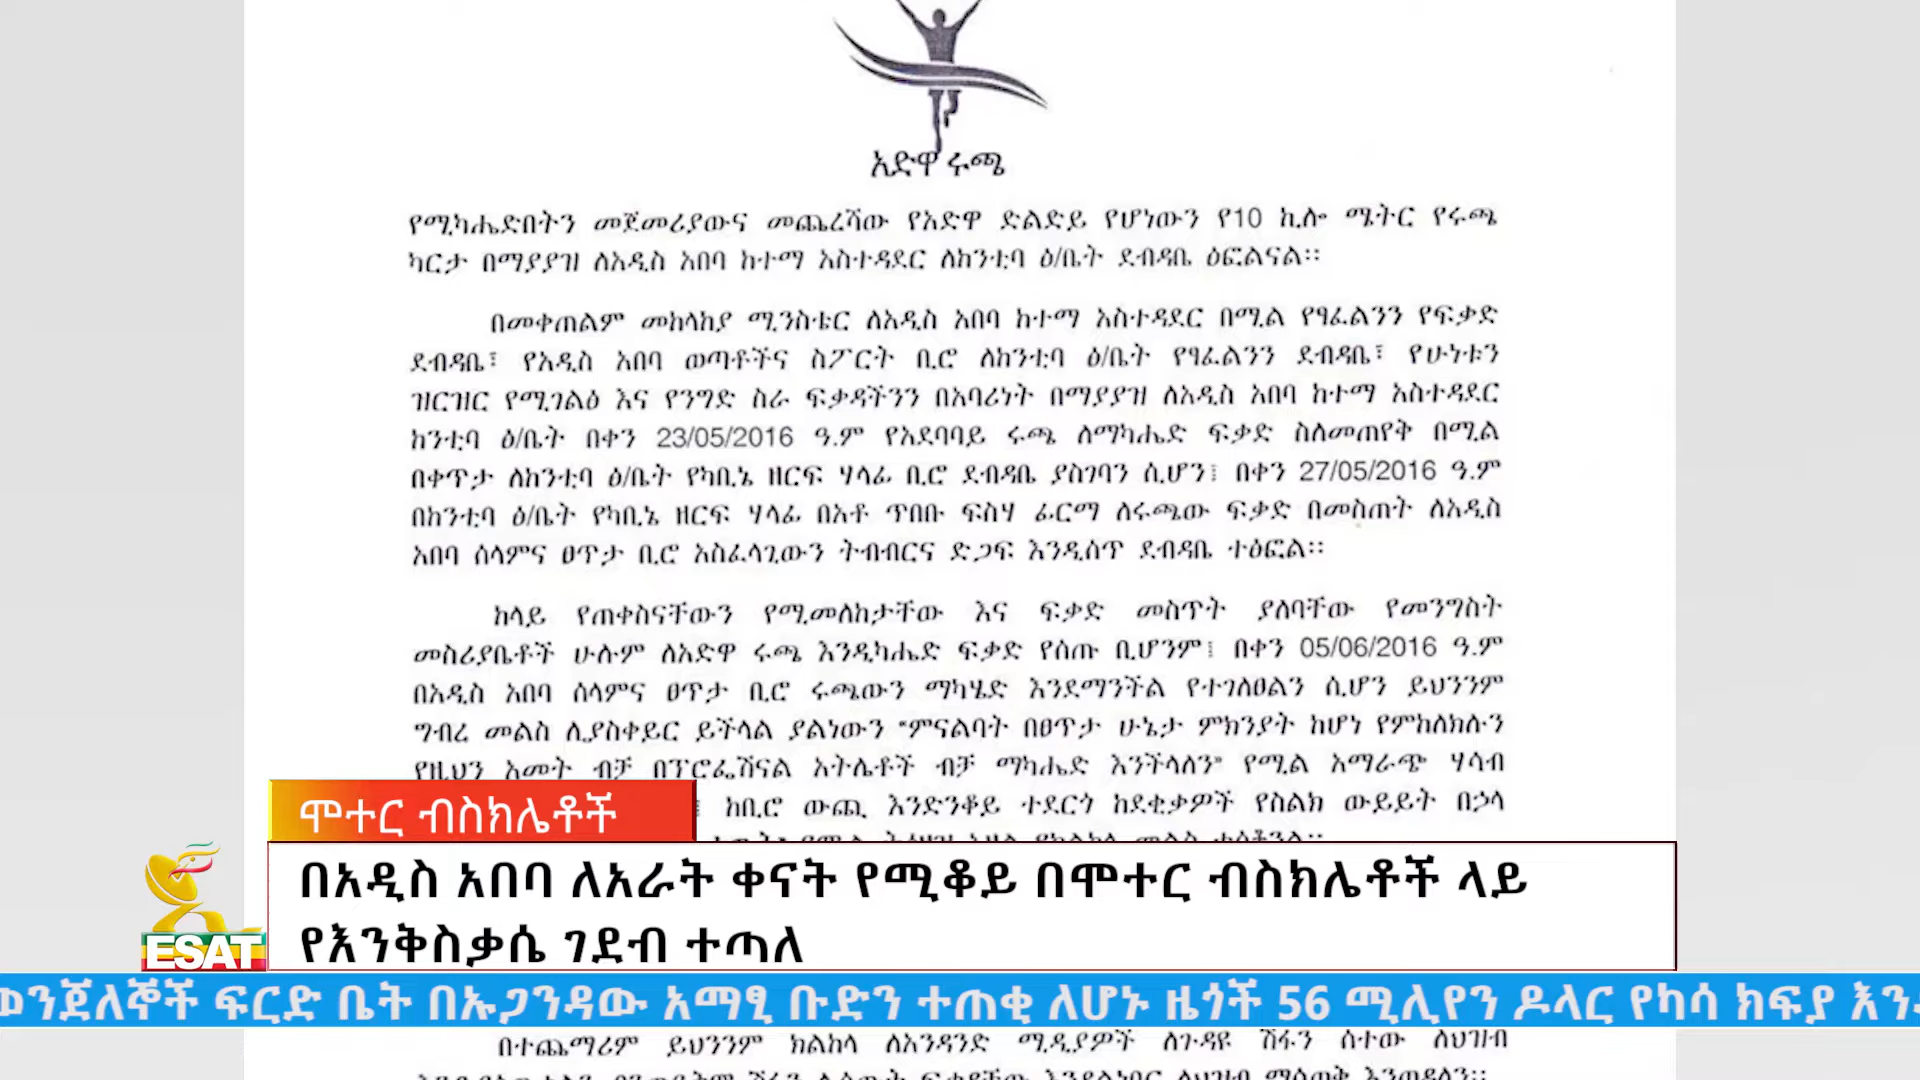 አድዋ ሩጫ
የሚካሔድበትን መጀመሪያውና መጨረሻው የአድዋ ድልድይ የሆነውን የ10 ኪሎ ሜትር የሩጫ
ካርታ በማያያዝ ለአዲስ አበባ ከተማ አስተዳደር ለከንቲባ ዕ/ቤት ደብዳቤ ዕፎልናል፡፡
በመቀጠልም መከላከያ ሚንስቴር ለአዲስ አበባ ከተማ አስተዳደር በሚል የፃፈልንን የፍቃድ
ደብዳቤ፣ የአዲስ አበባ ወጣቶችና ስፖርት ቢሮ ለከንቲባ ዕ/ቤት የፃፈልንን ደብዳቤ፣ የሁነቱን
ዝርዝር የሚገልዕ እና የንግድ ስራ ፍቃዳችንን በአባሪነት በማያያዝ ለአዲስ አበባ ከተማ አስተዳደር
ከንቲባ ዕ/ቤት በቀን 23/05/2016 ዓ.ም የአደባባይ ሩጫ ለማካሔድ ፍቃድ ስለመጠየቅ በሚል
በቀጥታ ለከንቲባ ዕ/ቤት የካቢኔ ዘርፍ ሃላፊ ቢሮ ደብዳቤ ያስገባን ሲሆን፤ በቀን 27/05/2016 ዓ.ም
በከንቲባ ዕ/ቤት የካቢኔ ዘርፍ ሃላፊ በአቶ ጥበቡ ፍስሃ ፊርማ ለሩጫው ፍቃድ በመስጠት ለአዲስ
አበባ ሰላምና ፀጥታ ቢሮ አስፈላጊውን ትብብርና ድጋፍ እንዲሰጥ ደብዳቤ ተዕፎል፡፡
ከላይ የጠቀስናቸውን የሚመለከታቸው እና ፍቃድ መስጥት ያለባቸው የመንግስት
መስሪያቤቶች ሁሉም ለአድዋ ሩጫ እንዲካሔድ ፍቃድ የሰጡ ቢሆንም፤ በቀን 05/06/2016 ዓ.ም
በአዲስ አበባ ሰላምና ፀጥታ ቢሮ ሩጫውን ማካሄድ እንደማንችል የተገለፀልን ሲሆን ይህንንም
ግብረ መልስ ሊያስቀይር ይችላል ያልነውን "ምናልባት በፀጥታ ሁኔታ ምክንያት ከሆነ የምከለክሉን
የዚህን አመት ብቻ በፕሮፌሽናል አትሌቶች ብቻ ማካሔድ እንችላለን" የሚል አማራጭ ሃሳብ
ከቢሮ ውጪ እንድንቆይ ተደርጎ ከደቂቃዎች የስልክ ውይይት በኃላ
ሞተር ብስክሌቶች
በአዲስ አበባ ለአራት ቀናት የሚቆይ በሞተር ብስክሌቶች ላይ
የእንቅስቃሴ ገደብ ተጣለ
ESAT
ወንጀለኞች ፍርድ ቤት በኡጋንዳው አማፂ ቡድን ተጠቂ ለሆኑ ዜጎች 56 ሚሊየን ዶላር የካሳ ክፍያ
በተጨማሪም ይህንንም ክልከላ ለአንዳንድ ሚዲያዎች ለጉዳዩ ሽፋን ሰተው ለህዝብ